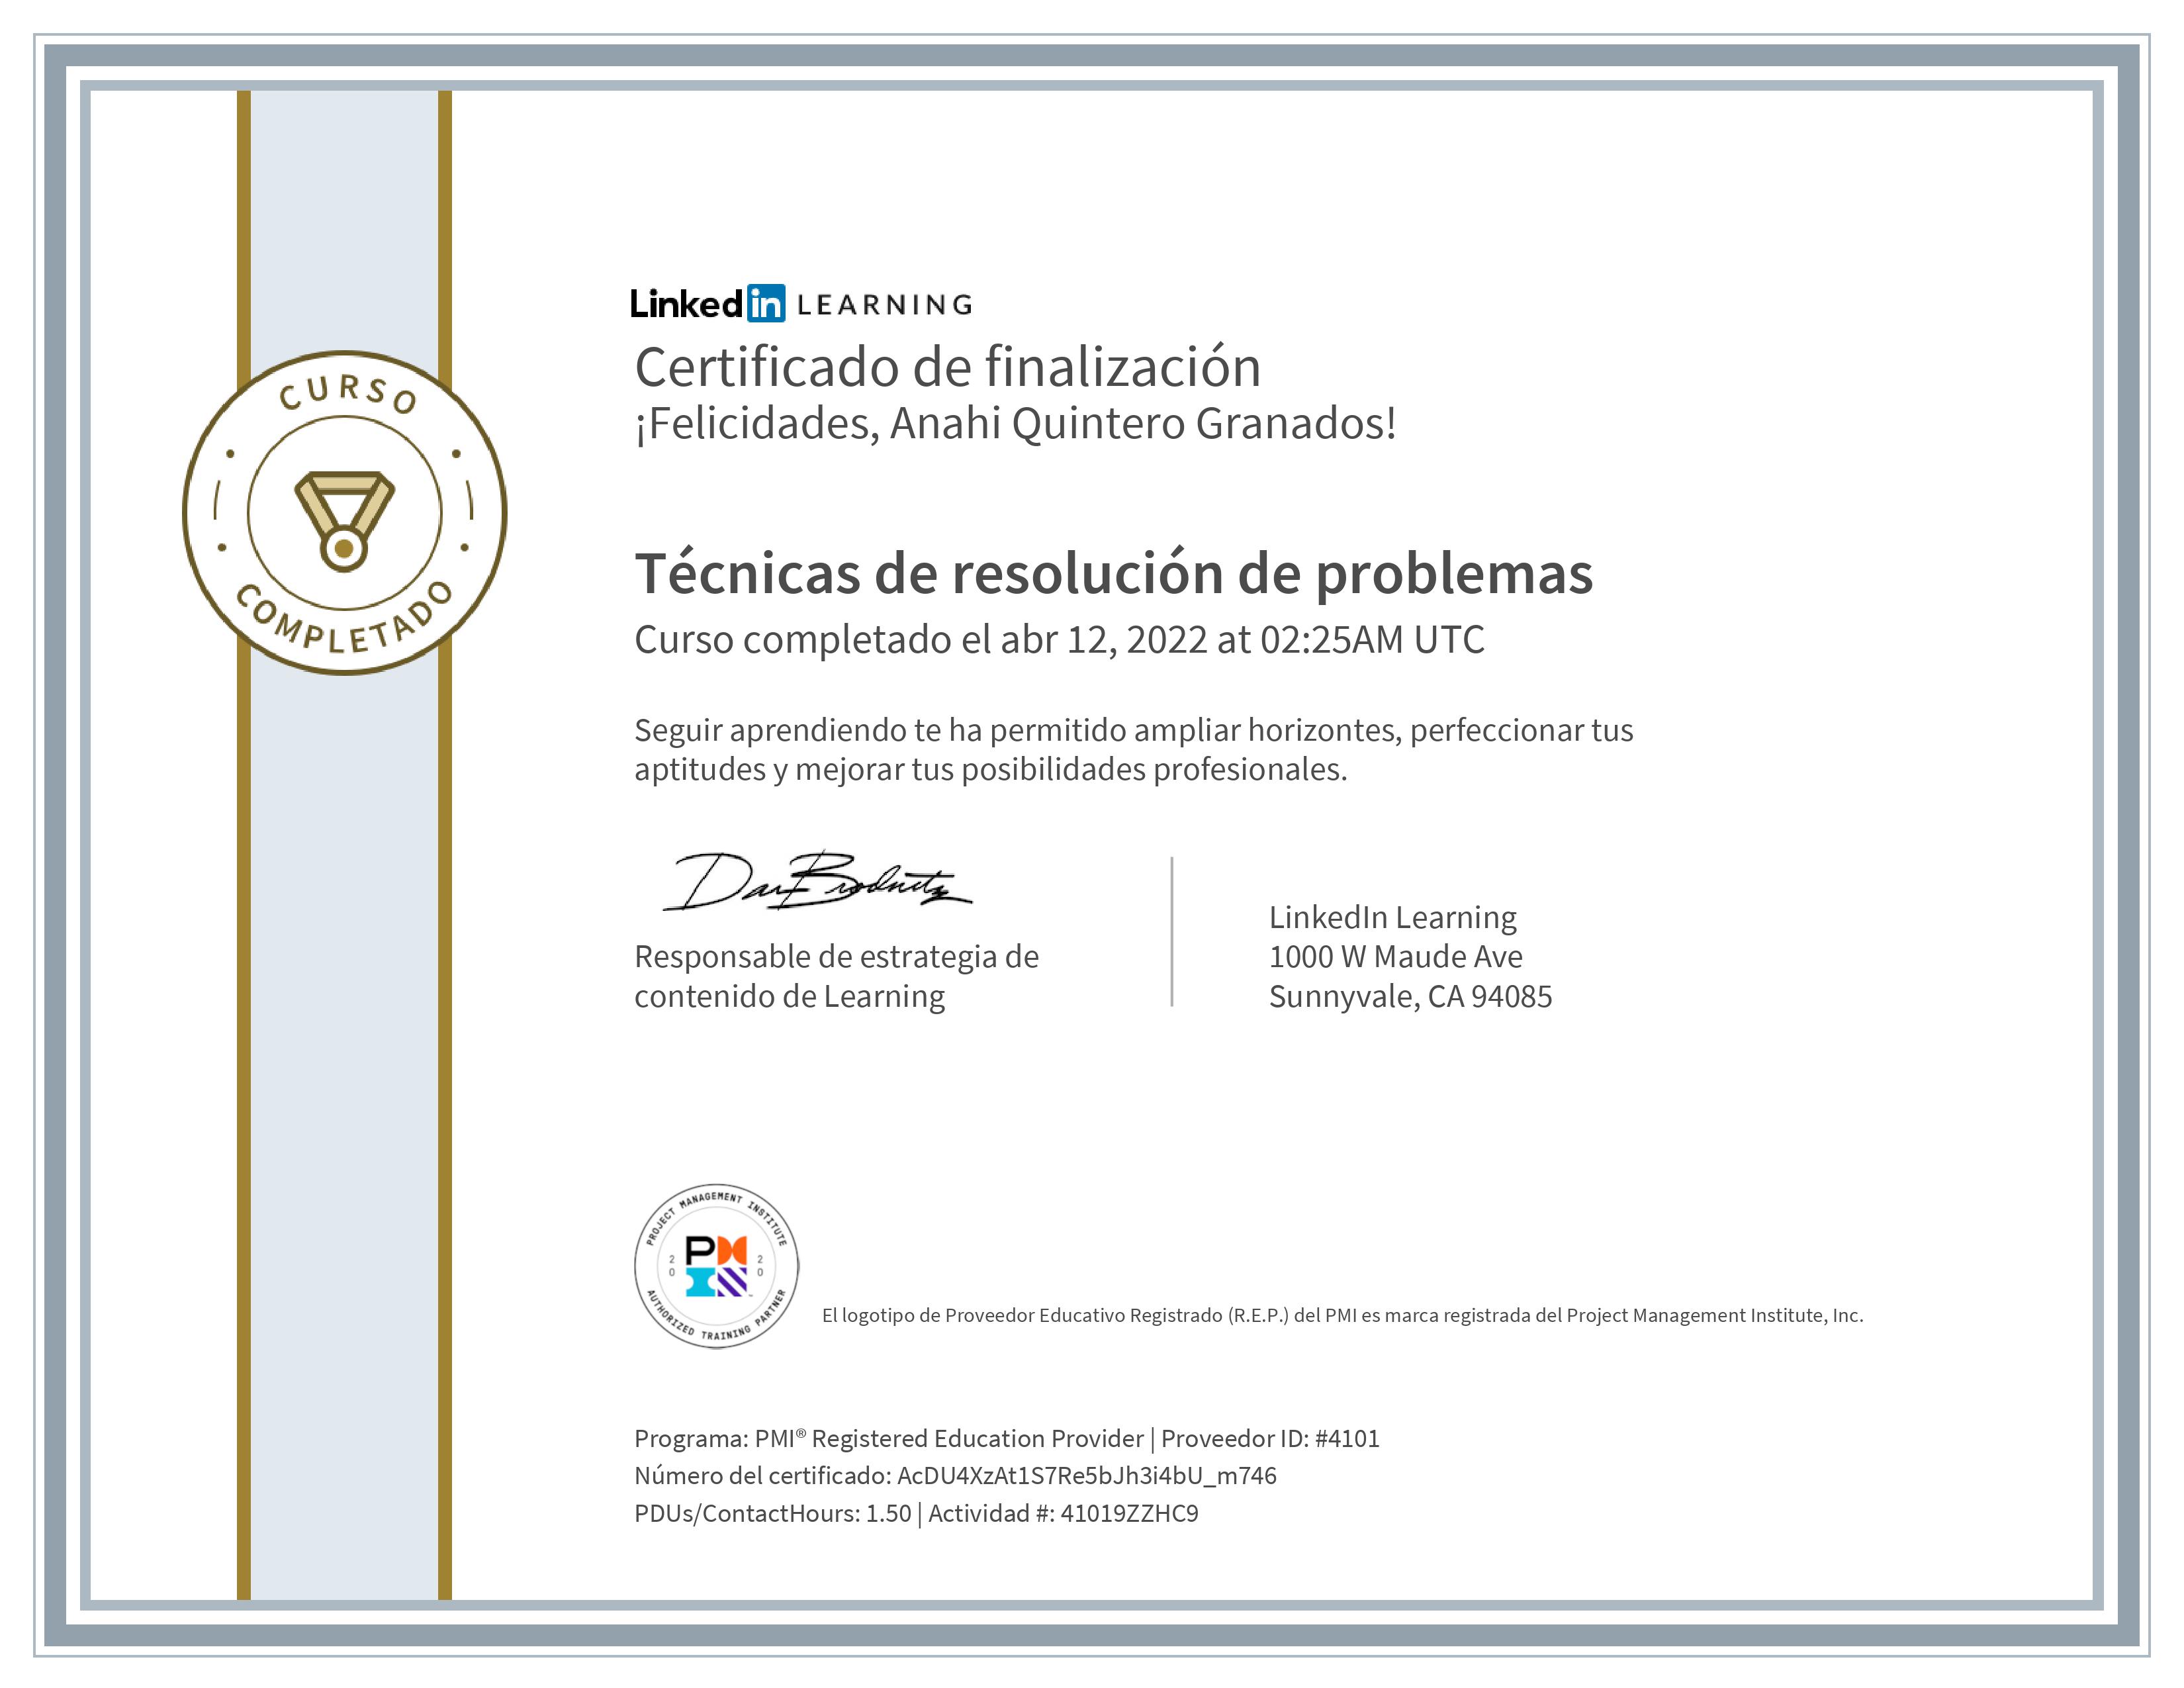 CURSO
COMPLETADO
Linkedin LEARNING
Certificado de finalización
¡Felicidades, Anahi Quintero Granados!
Técnicas de resolución de problemas
Curso completado el abr 12, 2022 at 02:25AM UTC
Seguir aprendiendo te ha permitido ampliar horizontes, perfeccionar tus
aptitudes y mejorar tus posibilidades profesionales.
Dan Brodnitz
Responsable de estrategia de
contenido de Learning
LinkedIn Learning
1000 W Maude Ave
Sunnyvale, CA 94085
PROJECT MANAGEMENT INSTITUTE
PM
20 20
AUTHORIZED TRAINING PARTNER
El logotipo de Proveedor Educativo Registrado (R.E.P.) del PMI es marca registrada del Project Management Institute, Inc.
Programa: PMI® Registered Education Provider | Proveedor ID: #4101
Número del certificado: AcDU4XzAt1S7Re5bJh3i4bU_m746
PDUs/ContactHours: 1.50 | Actividad #: 41019ZZHC9